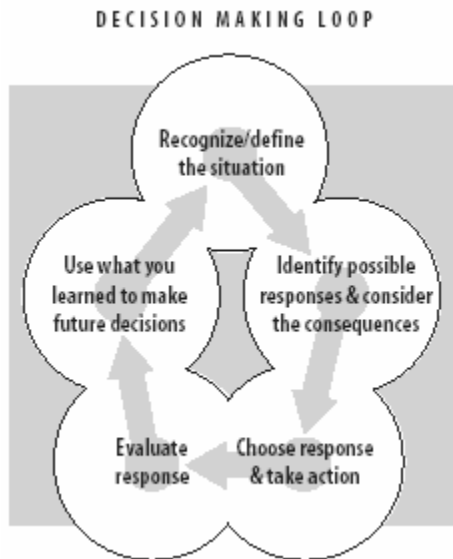 DECISION MAKING LOOP
Recognize/define
the situation
Identify possible
responses & consider
the consequences
Choose response
& take action
Evaluate
response
Use what you
learned to make
future decisions